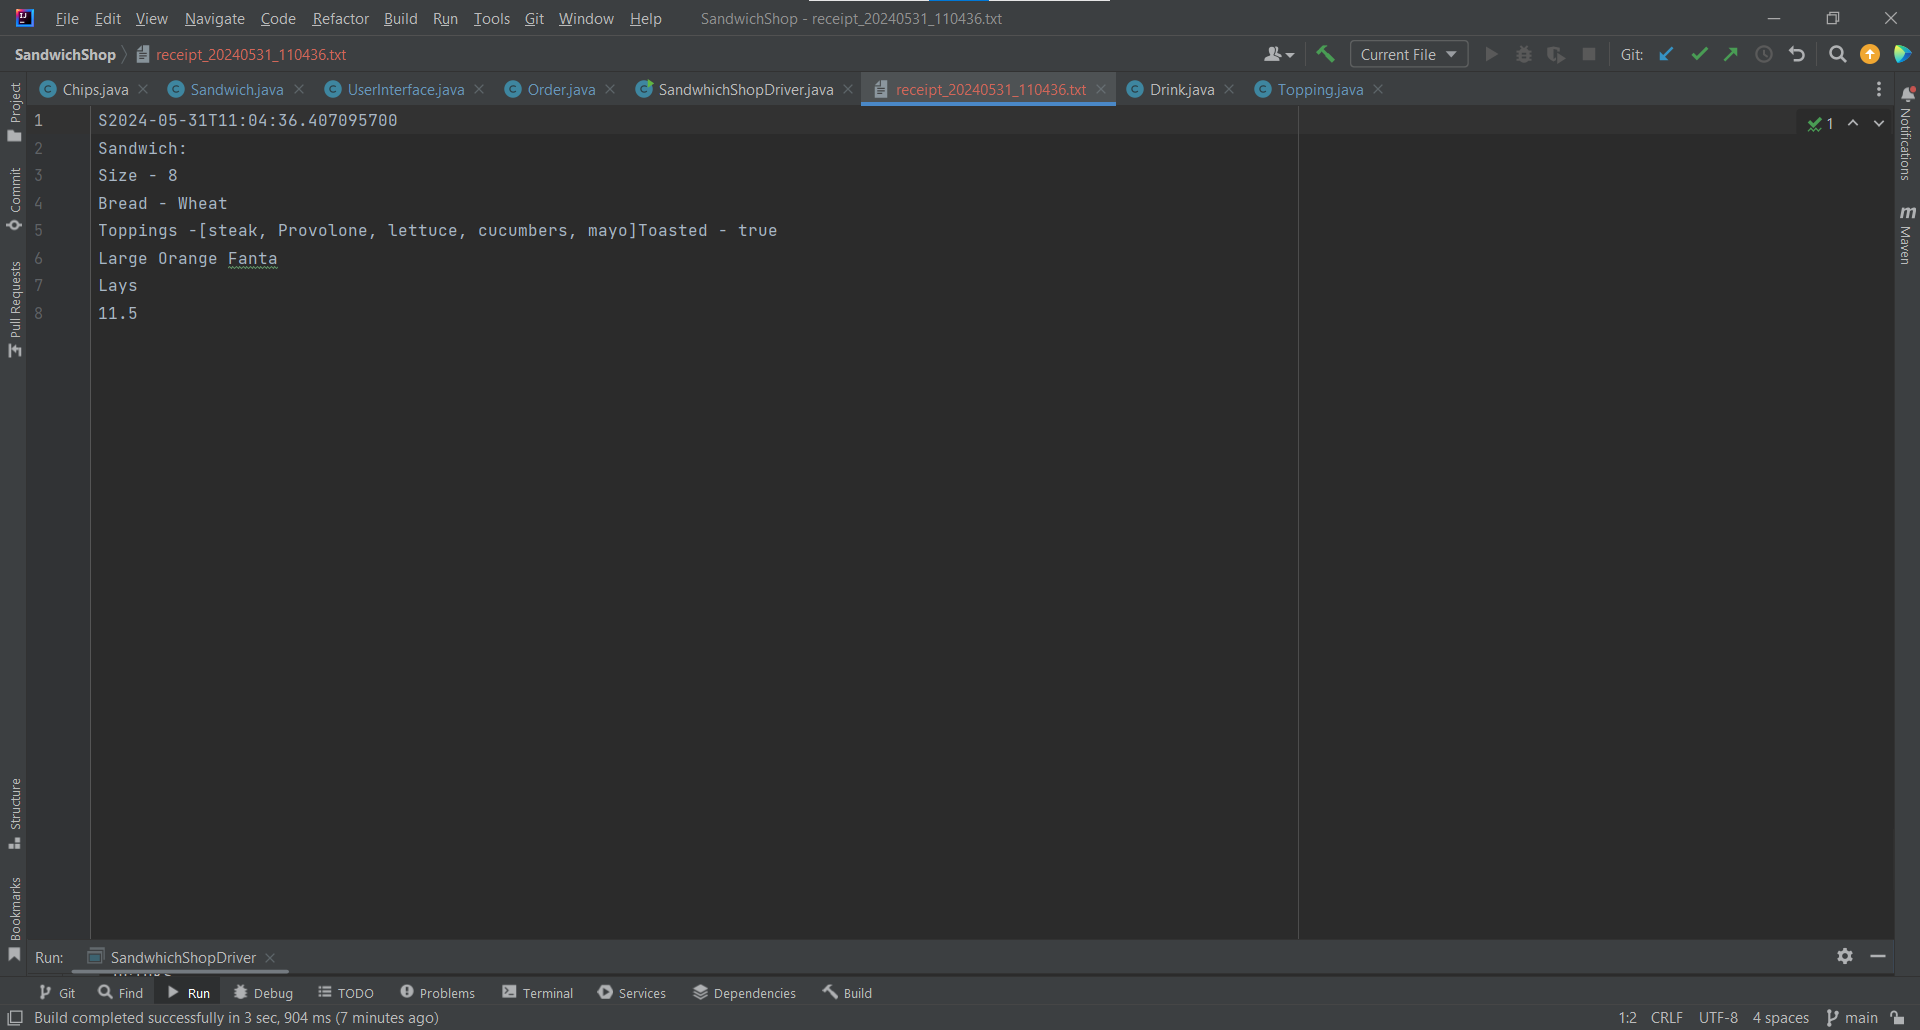 File Edit View Navigate Code Refactor Build Run Tools Git Window Help SandwichShop - receipt_20240531_110436.txt
SandwichShop receipt_20240531_110436.txt Current File Git:
Chips.java Sandwich.java UserInterface.java Order.java SandwhichShopDriver.java receipt_20240531_110436.txt Drink.java Topping.java
Project
Commit
Pull Requests
Structure
Bookmarks
1 S2024-05-31T11:04:36.407095700
2 Sandwich:
3 Size - 8
4 Bread - Wheat
5 Toppings -[steak, Provolone, lettuce, cucumbers, mayo]Toasted - true
6 Large Orange Fanta
7 Lays
8 11.5
1
Notifications
m Maven
Run: SandwhichShopDriver
Git Find Run Debug TODO Problems Terminal Services Dependencies Build
Build completed successfully in 3 sec, 904 ms (7 minutes ago) 1:2 CRLF UTF-8 4 spaces main